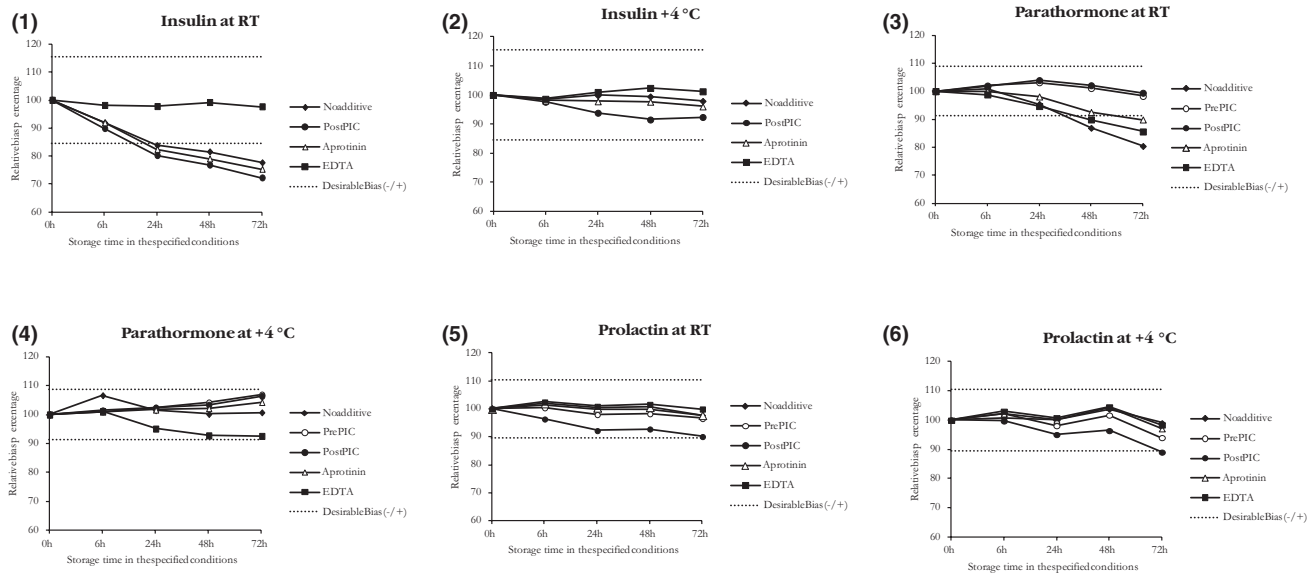 (1)
Insulin at RT
120
110
100
90
80
70
60
Relativebiasp ercentage
0h 6h 24h 48h 72h
Storage time in thespecifiedconditions
Noadditive
PostPIC
Aprotinin
EDTA
DesirableBias(-/+)
(2)
Insulin +4 °C
120
110
100
90
80
70
60
Relativebiasp ercentage
0h 6h 24h 48h 72h
Storage time in thespecifiedconditions
Noadditive
PostPIC
Aprotinin
EDTA
DesirableBias(-/+)
(3)
Parathormone at RT
120
110
100
90
80
70
60
Relativebiasp ercentage
0h 6h 24h 48h 72h
Storage time in thespecifiedconditions
Noadditive
PrePIC
PostPIC
Aprotinin
EDTA
DesirableBias(-/+)
(4)
Parathormone at +4 °C
120
110
100
90
80
70
60
Relativebiasp ercentage
0h 6h 24h 48h 72h
Storage time in thespecifiedconditions
Noadditive
PrePIC
PostPIC
Aprotinin
EDTA
DesirableBias(-/+)
(5)
Prolactin at RT
120
110
100
90
80
70
60
Relativebiasp ercentage
0h 6h 24h 48h 72h
Storage time in thespecifiedconditions
Noadditive
PrePIC
PostPIC
Aprotinin
EDTA
DesirableBias(-/+)
(6)
Prolactin at +4 °C
120
110
100
90
80
70
60
Relativebiasp ercentage
0h 6h 24h 48h 72h
Storage time in thespecifiedconditions
Noadditive
PrePIC
PostPIC
Aprotinin
EDTA
DesirableBias(-/+)